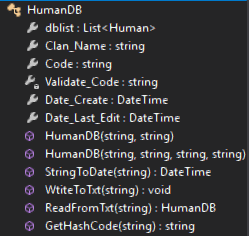 HumanDB
dblist : List<Human>
Clan_Name : string
Code : string
Validate_Code : string
Date_Create : DateTime
Date_Last_Edit : DateTime
HumanDB(string, string)
HumanDB(string, string, string, string)
StringToDate(string) : DateTime
WtiteToTxt(string) : void
ReadFromTxt(string) : HumanDB
GetHashCode(string) : string